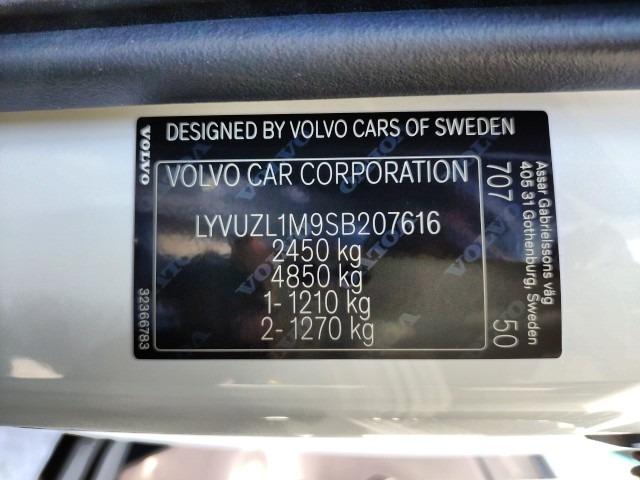 VOLVO
DESIGNED BY VOLVO CARS OF SWEDEN
VOLVO CAR CORPORATION
LYVUZL1M9SB207616
2450 kg
4850 kg
1- 1210 kg
2- 1270 kg
707
50
Assar Gabrielssons väg
405 31 Gothenburg, Sweden
32366783